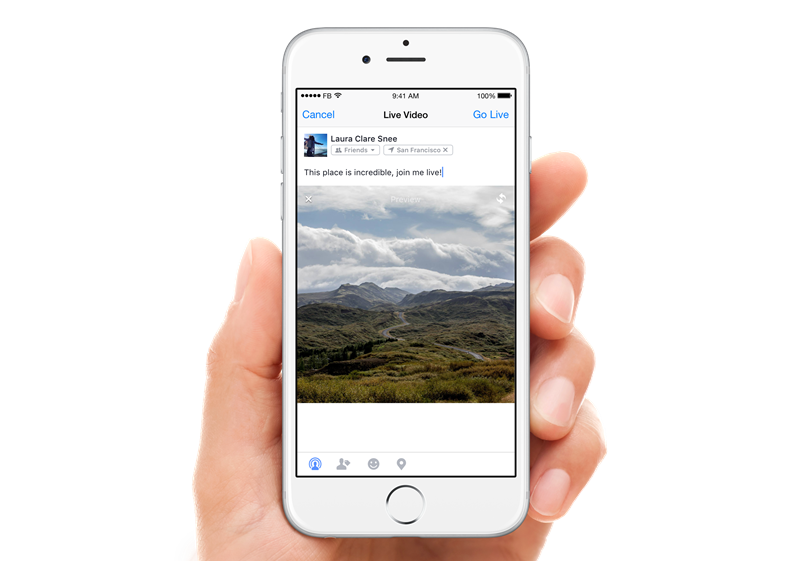 FB 9:41 AM 100%
Cancel Live Video Go Live
Laura Clare Snee
Friends San Francisco
This place is incredible, join me live!
Preview